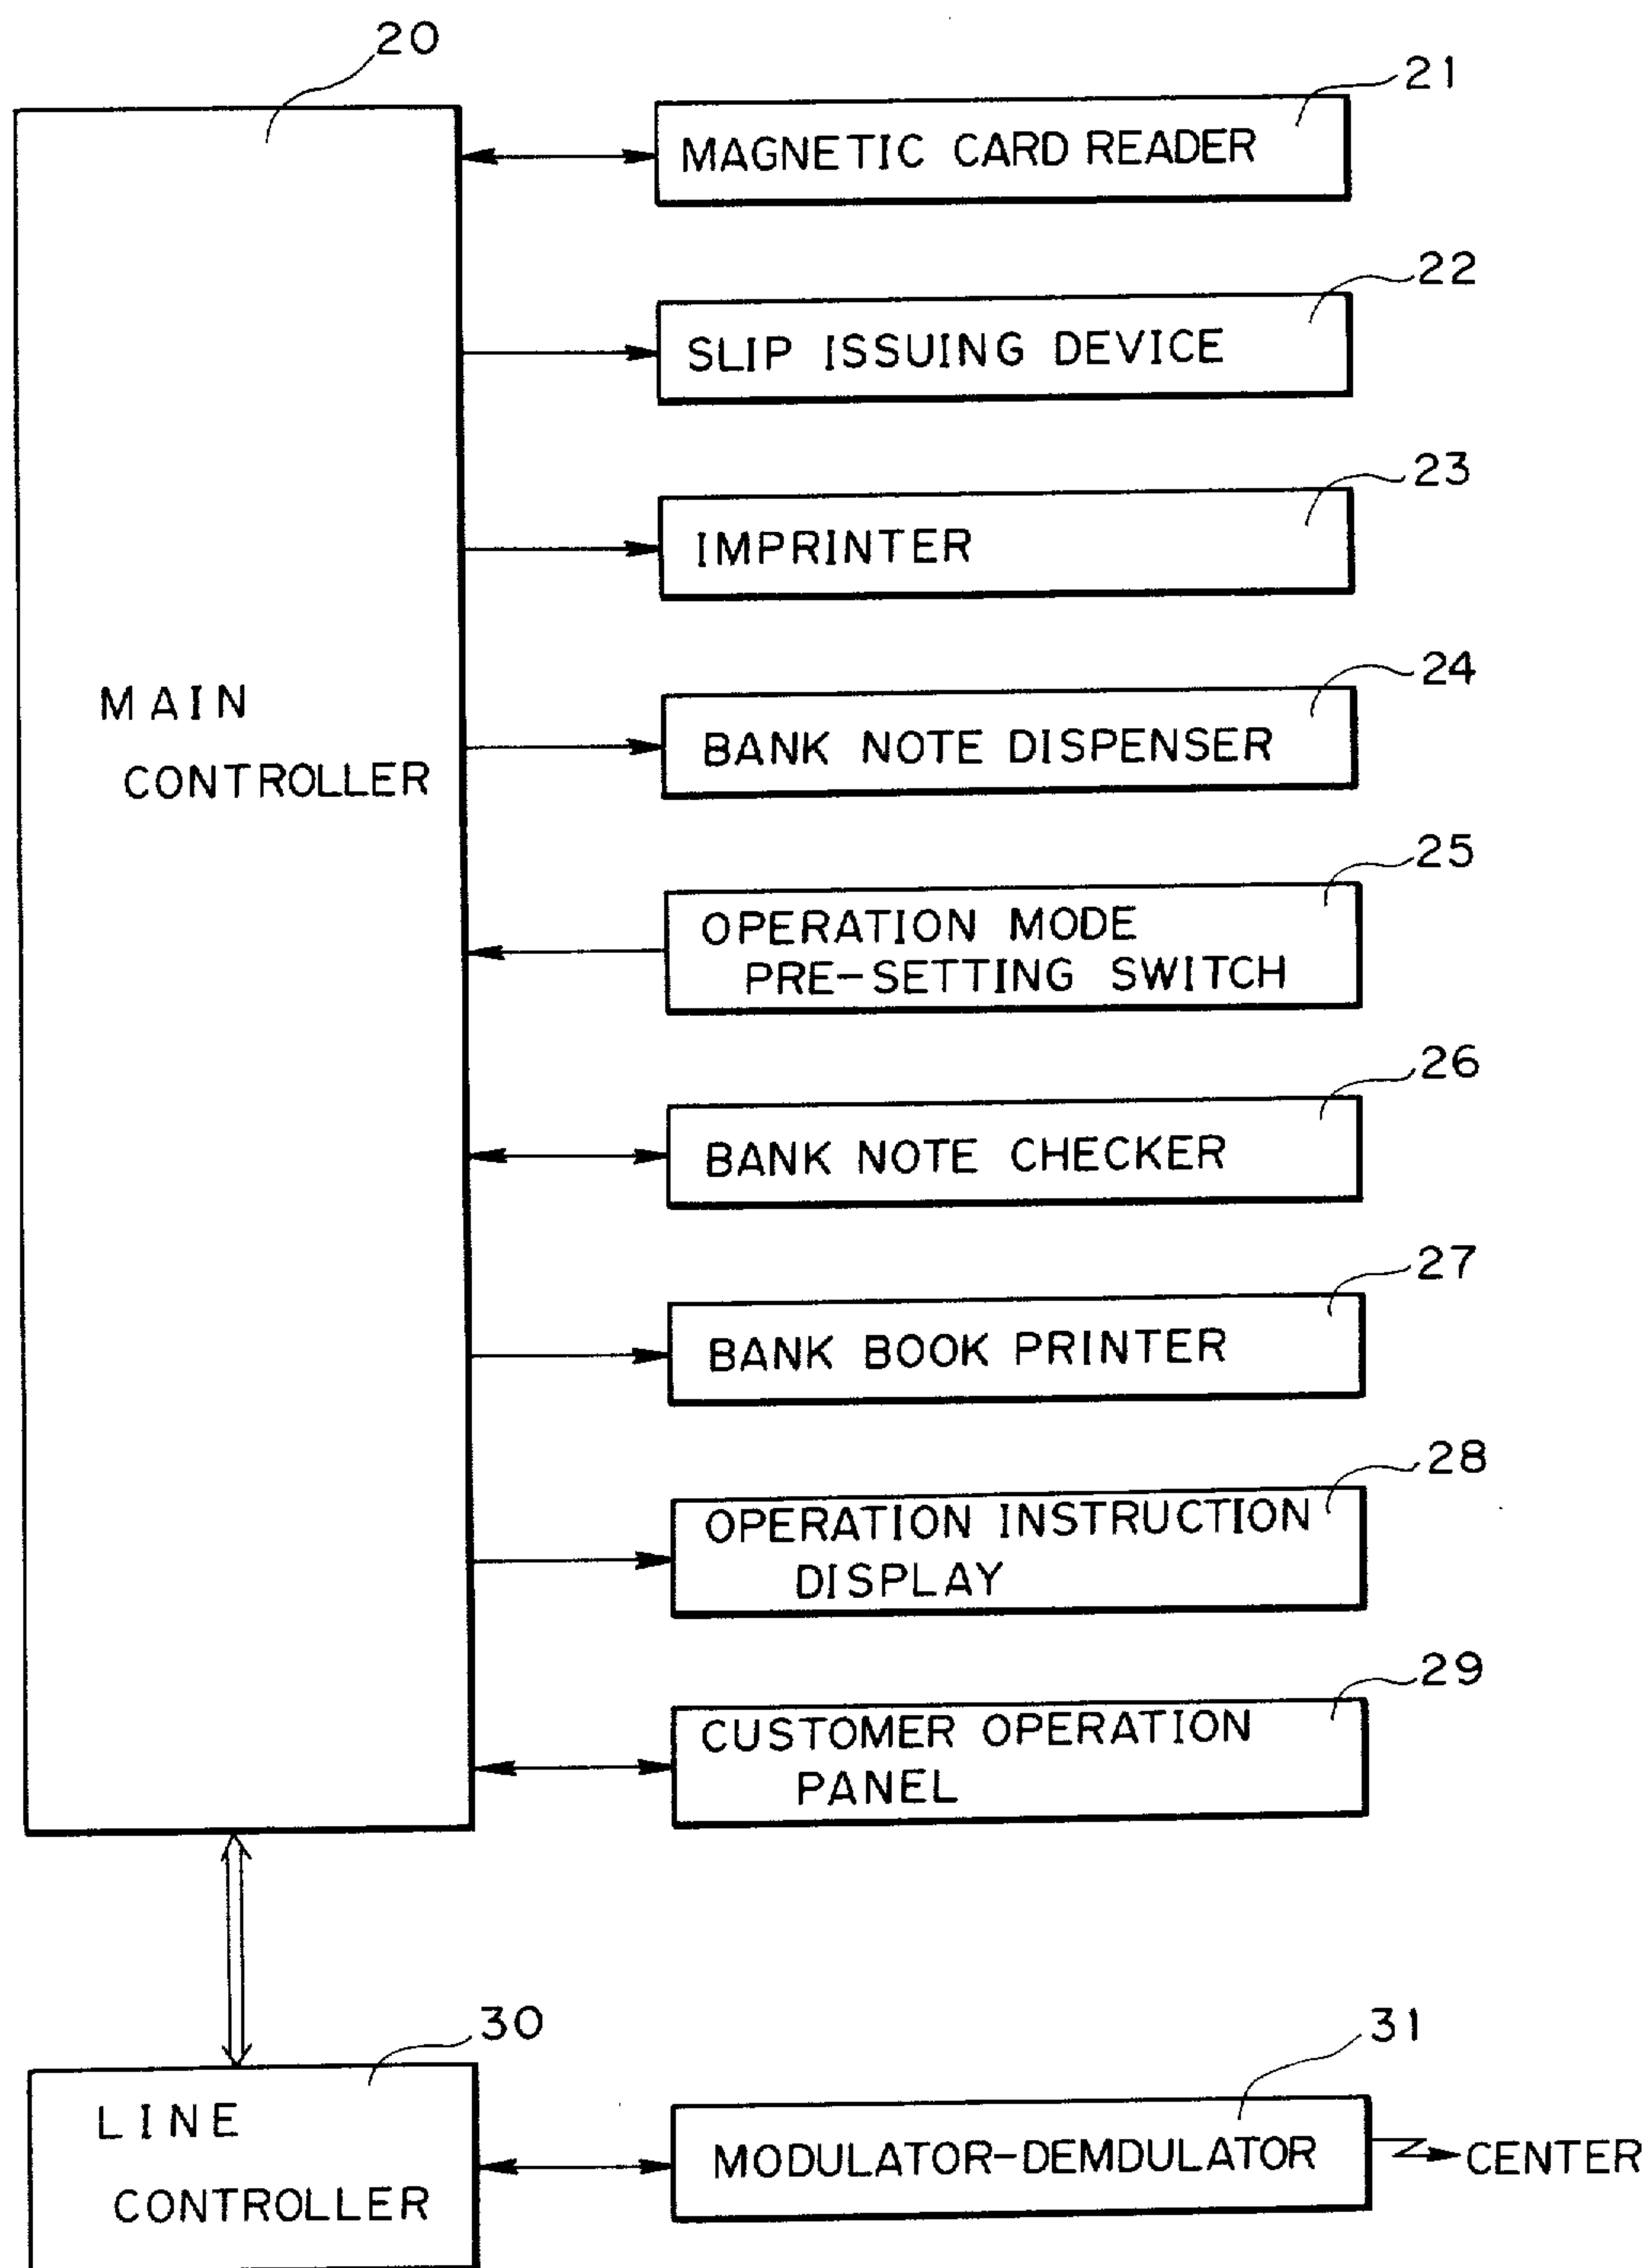 20
21
MAGNETIC CARD READER
22
SLIP ISSUING DEVICE
23
IMPRINTER
24
MAIN
CONTROLLER
BANK NOTE DISPENSER
25
OPERATION MODE
PRE-SETTING SWITCH
26
BANK NOTE CHECKER
27
BANK BOOK PRINTER
28
OPERATION INSTRUCTION
DISPLAY
29
CUSTOMER OPERATION
PANEL
30
LINE
CONTROLLER
31
MODULATOR-DEMDULATOR
CENTER